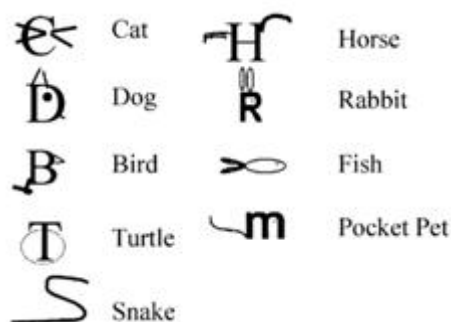 C Cat
D Dog
B Bird
T Turtle
S Snake
H Horse
R Rabbit
Fish
m Pocket Pet